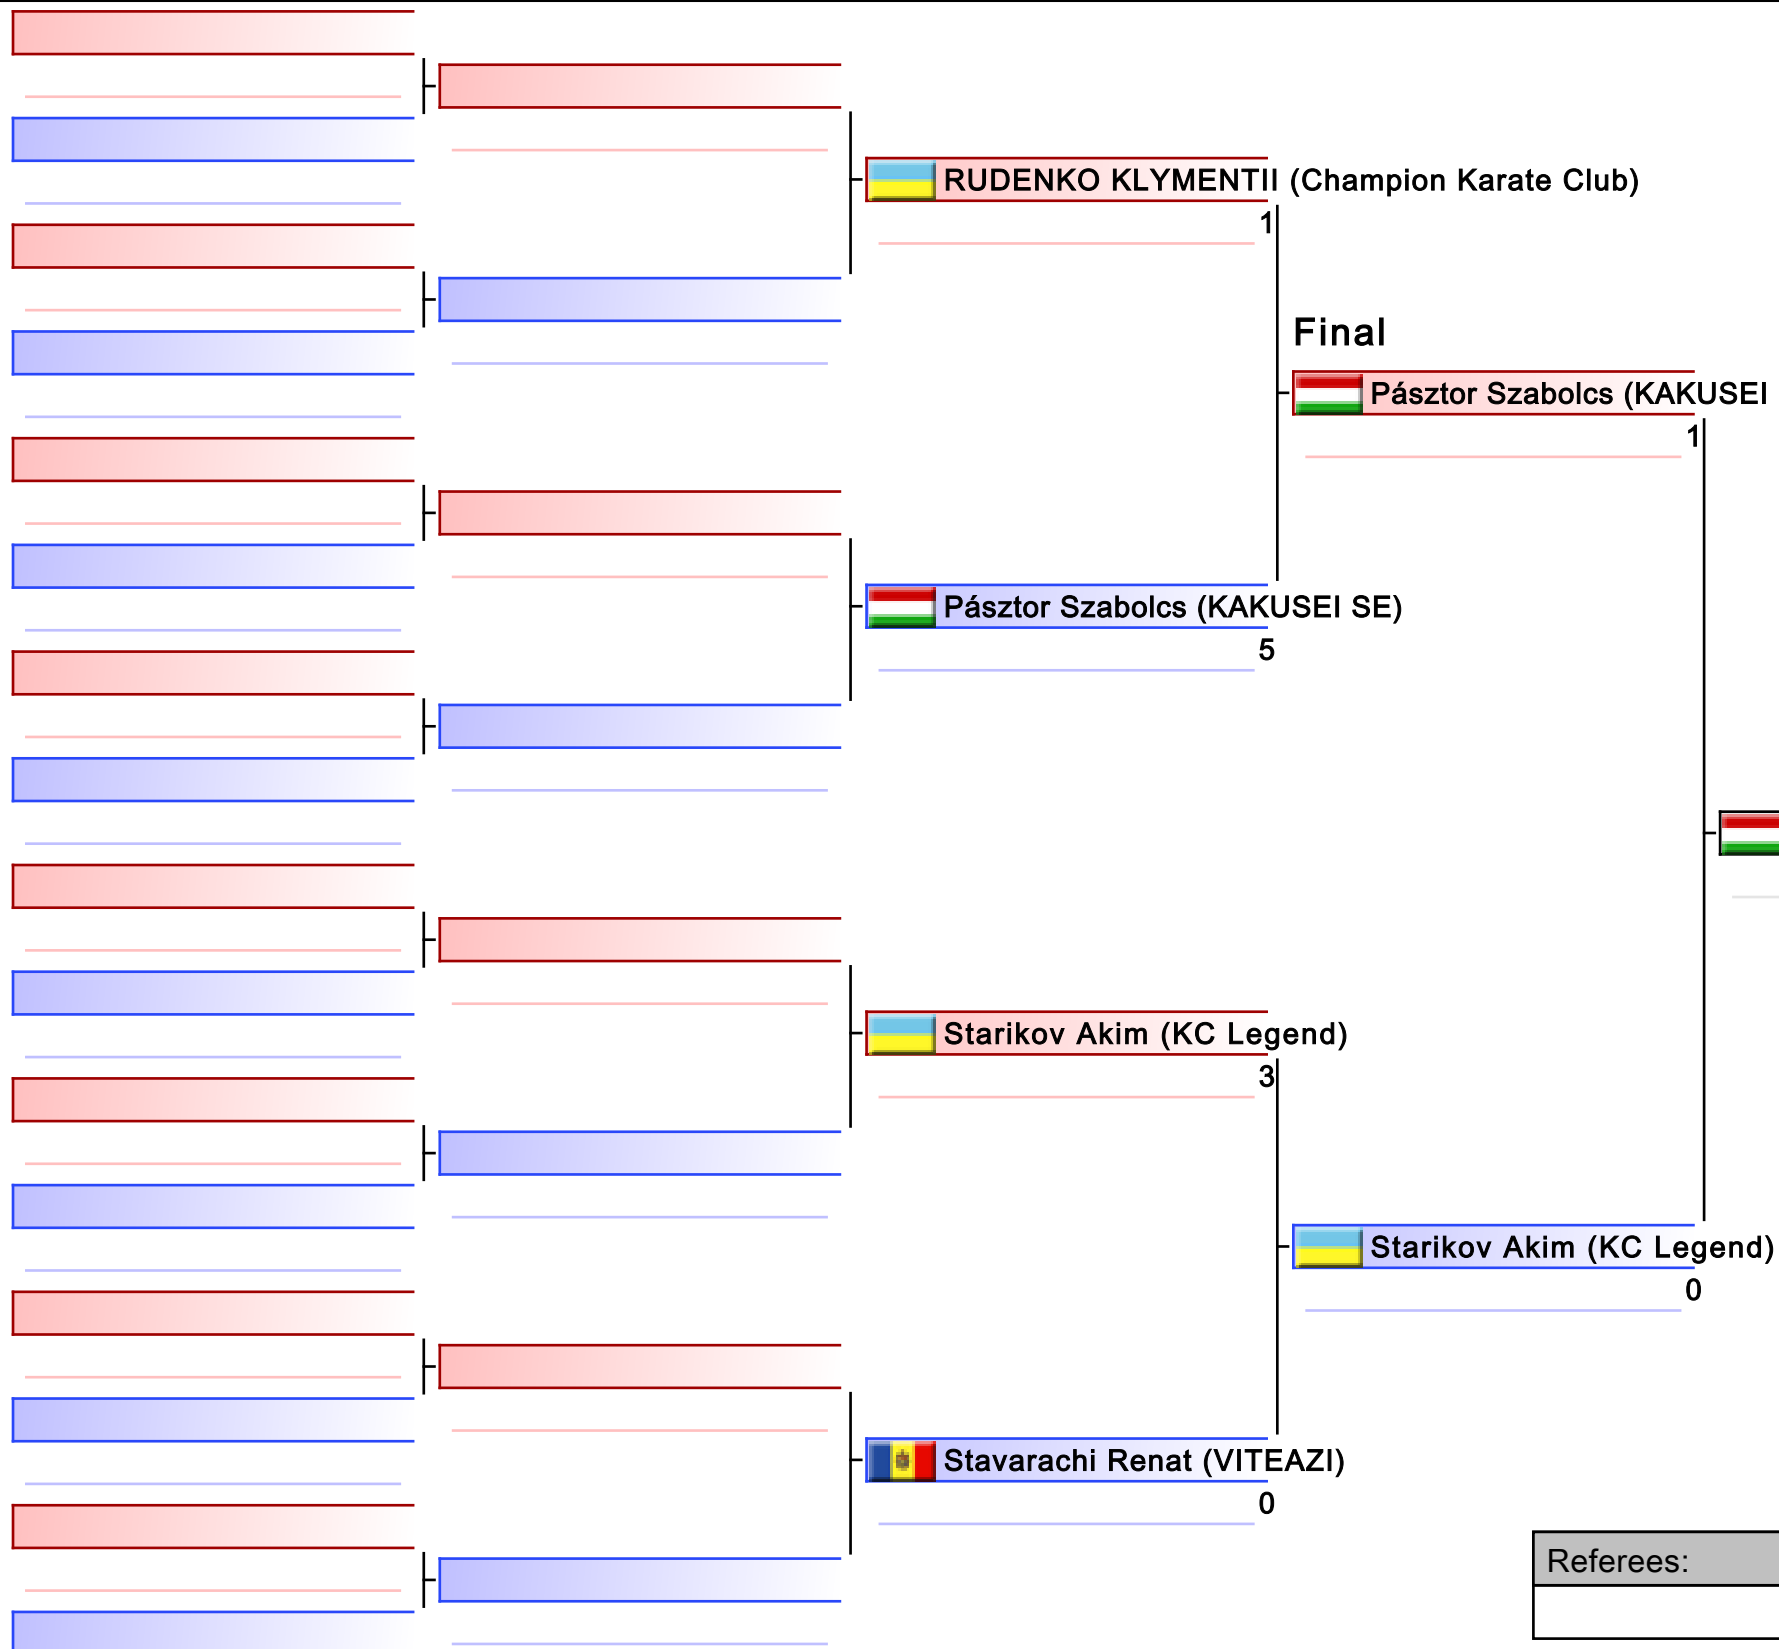 RUDENKO KLYMENTII (Champion Karate Club)
1
Final
Pásztor Szabolcs (KAKUSEI
1
Pásztor Szabolcs (KAKUSEI SE)
5
Starikov Akim (KC Legend)
3
Starikov Akim (KC Legend)
0
Stavarachi Renat (VITEAZI)
0
Referees: